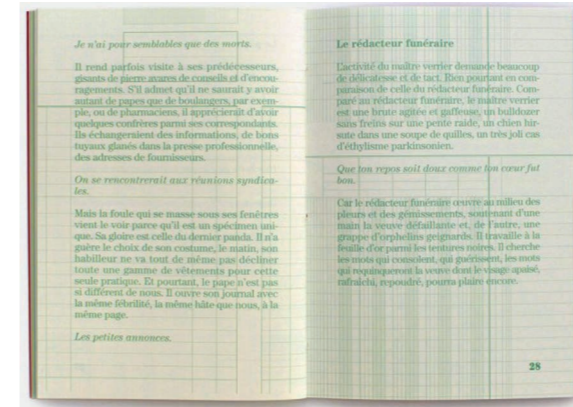 Je n'ai pour semblables que des morts.
Il rend parfois visite à ses prédécesseurs,
gisants de pierre avares de conseils et d'encou-
ragements. S'il admet qu'il ne saurait y avoir
autant de papes que de boulangers, par exem-
ple, ou de pharmaciens, il apprécierait d'avoir
quelques confrères parmi ses correspondants.
Ils échangeraient des informations, de bons
tuyaux glanés dans la presse professionnelle,
des adresses de fournisseurs.
On se rencontrerait aux réunions syndica-
les.
Mais la foule qui se masse sous ses fenêtres
vient le voir parce qu'il est un spécimen uni-
que. Sa gloire est celle du dernier panda. Il n'a
guère le choix de son costume, le matin, son
habilleur ne va tout de même pas décliner
toute une gamme de vêtements pour cette
seule pratique. Et pourtant, le pape n'est pas
si différent de nous. Il ouvre son journal avec
la même fébrilité, la même hâte que nous, à la
même page.
Les petites annonces.
Le rédacteur funéraire
L'activité du maître verrier demande beaucoup
de délicatesse et de tact. Rien pourtant en com-
paraison de celle du rédacteur funéraire. Com-
paré au rédacteur funéraire, le maître verrier
est une brute agitée et gaffeuse, un bulldozer
sans freins sur une pente raide, un chien hir-
sute dans une soupe de quilles, un très joli cas
d'éthylisme parkinsonien.
Que ton repos soit doux comme ton cœur fut
bon.
Car le rédacteur funéraire œuvre au milieu des
pleurs et des gémissements, soutenant d'une
main la veuve défaillante et, de l'autre, une
grappe d'orphelins geignards. Il travaille à la
feuille d'or parmi les tentures noires. Il cherche
les mots qui consolent, qui guérissent, les mots
qui requinqueront la veuve dont le visage apaisé,
rafraîchi, repoudré, pourra plaire encore.
28